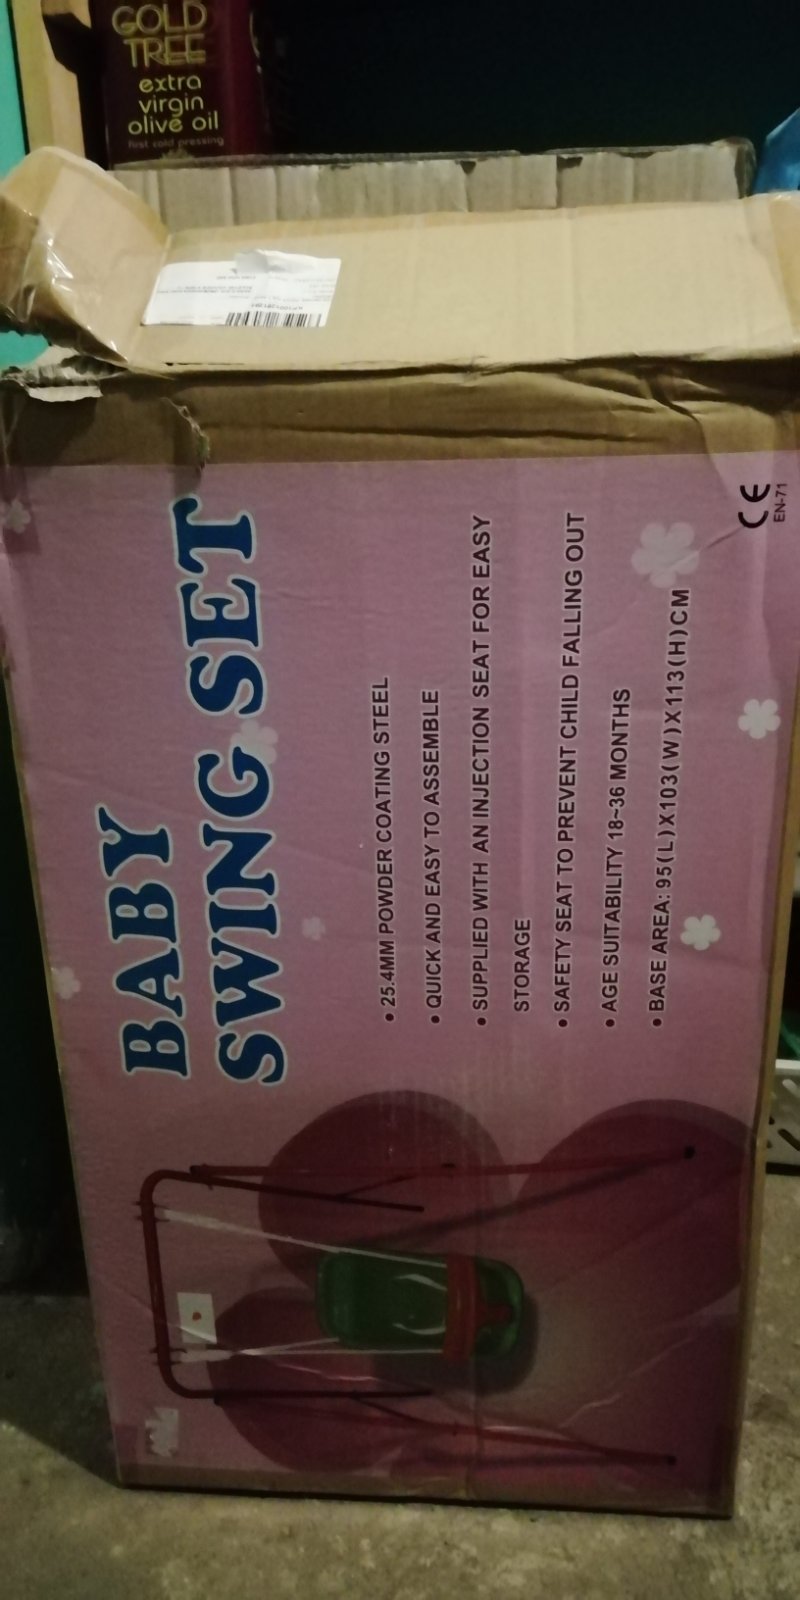 GOLD
TREE
extra
virgin
olive oil
first cold pressing
BABY
SWING SET
• 25.4MM POWDER COATING STEEL
• QUICK AND EASY TO ASSEMBLE
• SUPPLIED WITH AN INJECTION SEAT FOR EASY
STORAGE
• SAFETY SEAT TO PREVENT CHILD FALLING OUT
• AGE SUITABILITY 18~36 MONTHS
• BASE AREA: 95(L)X103(W)X113(H)CM
CE
EN-71